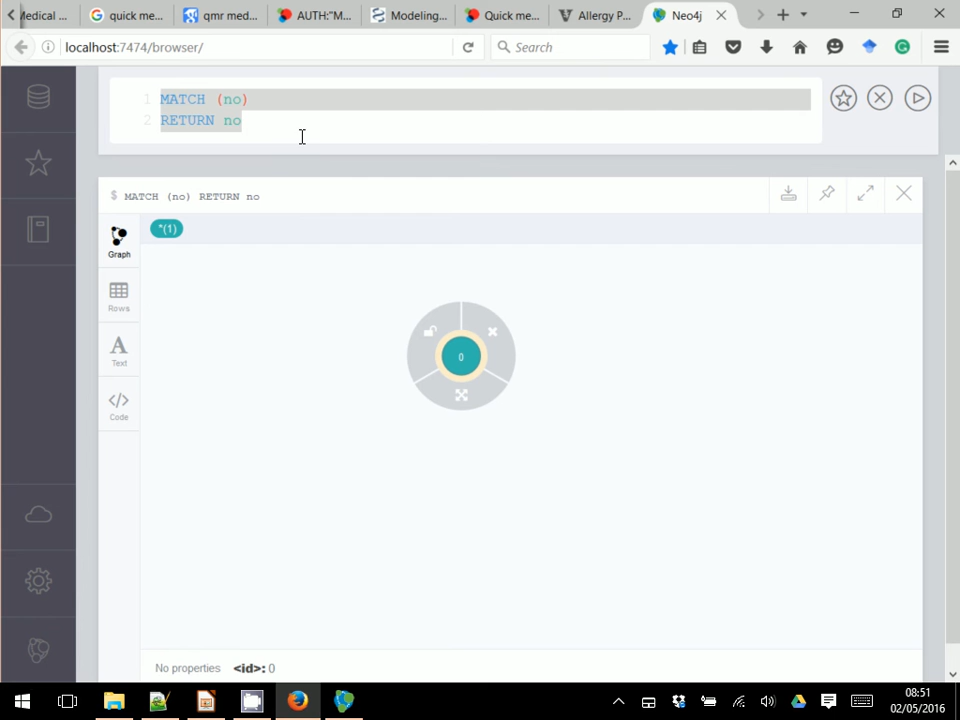 Medical ...
quick me...
qmr med...
AUTH:"M...
Modeling...
Quick me...
Allergy P...
Neo4j
localhost:7474/browser/
Search
1 MATCH (no)
2 RETURN no
$ MATCH (no) RETURN no
*(1)
Graph
Rows
A
Text
</>
Code
0
No properties <id>: 0
08:51
02/05/2016